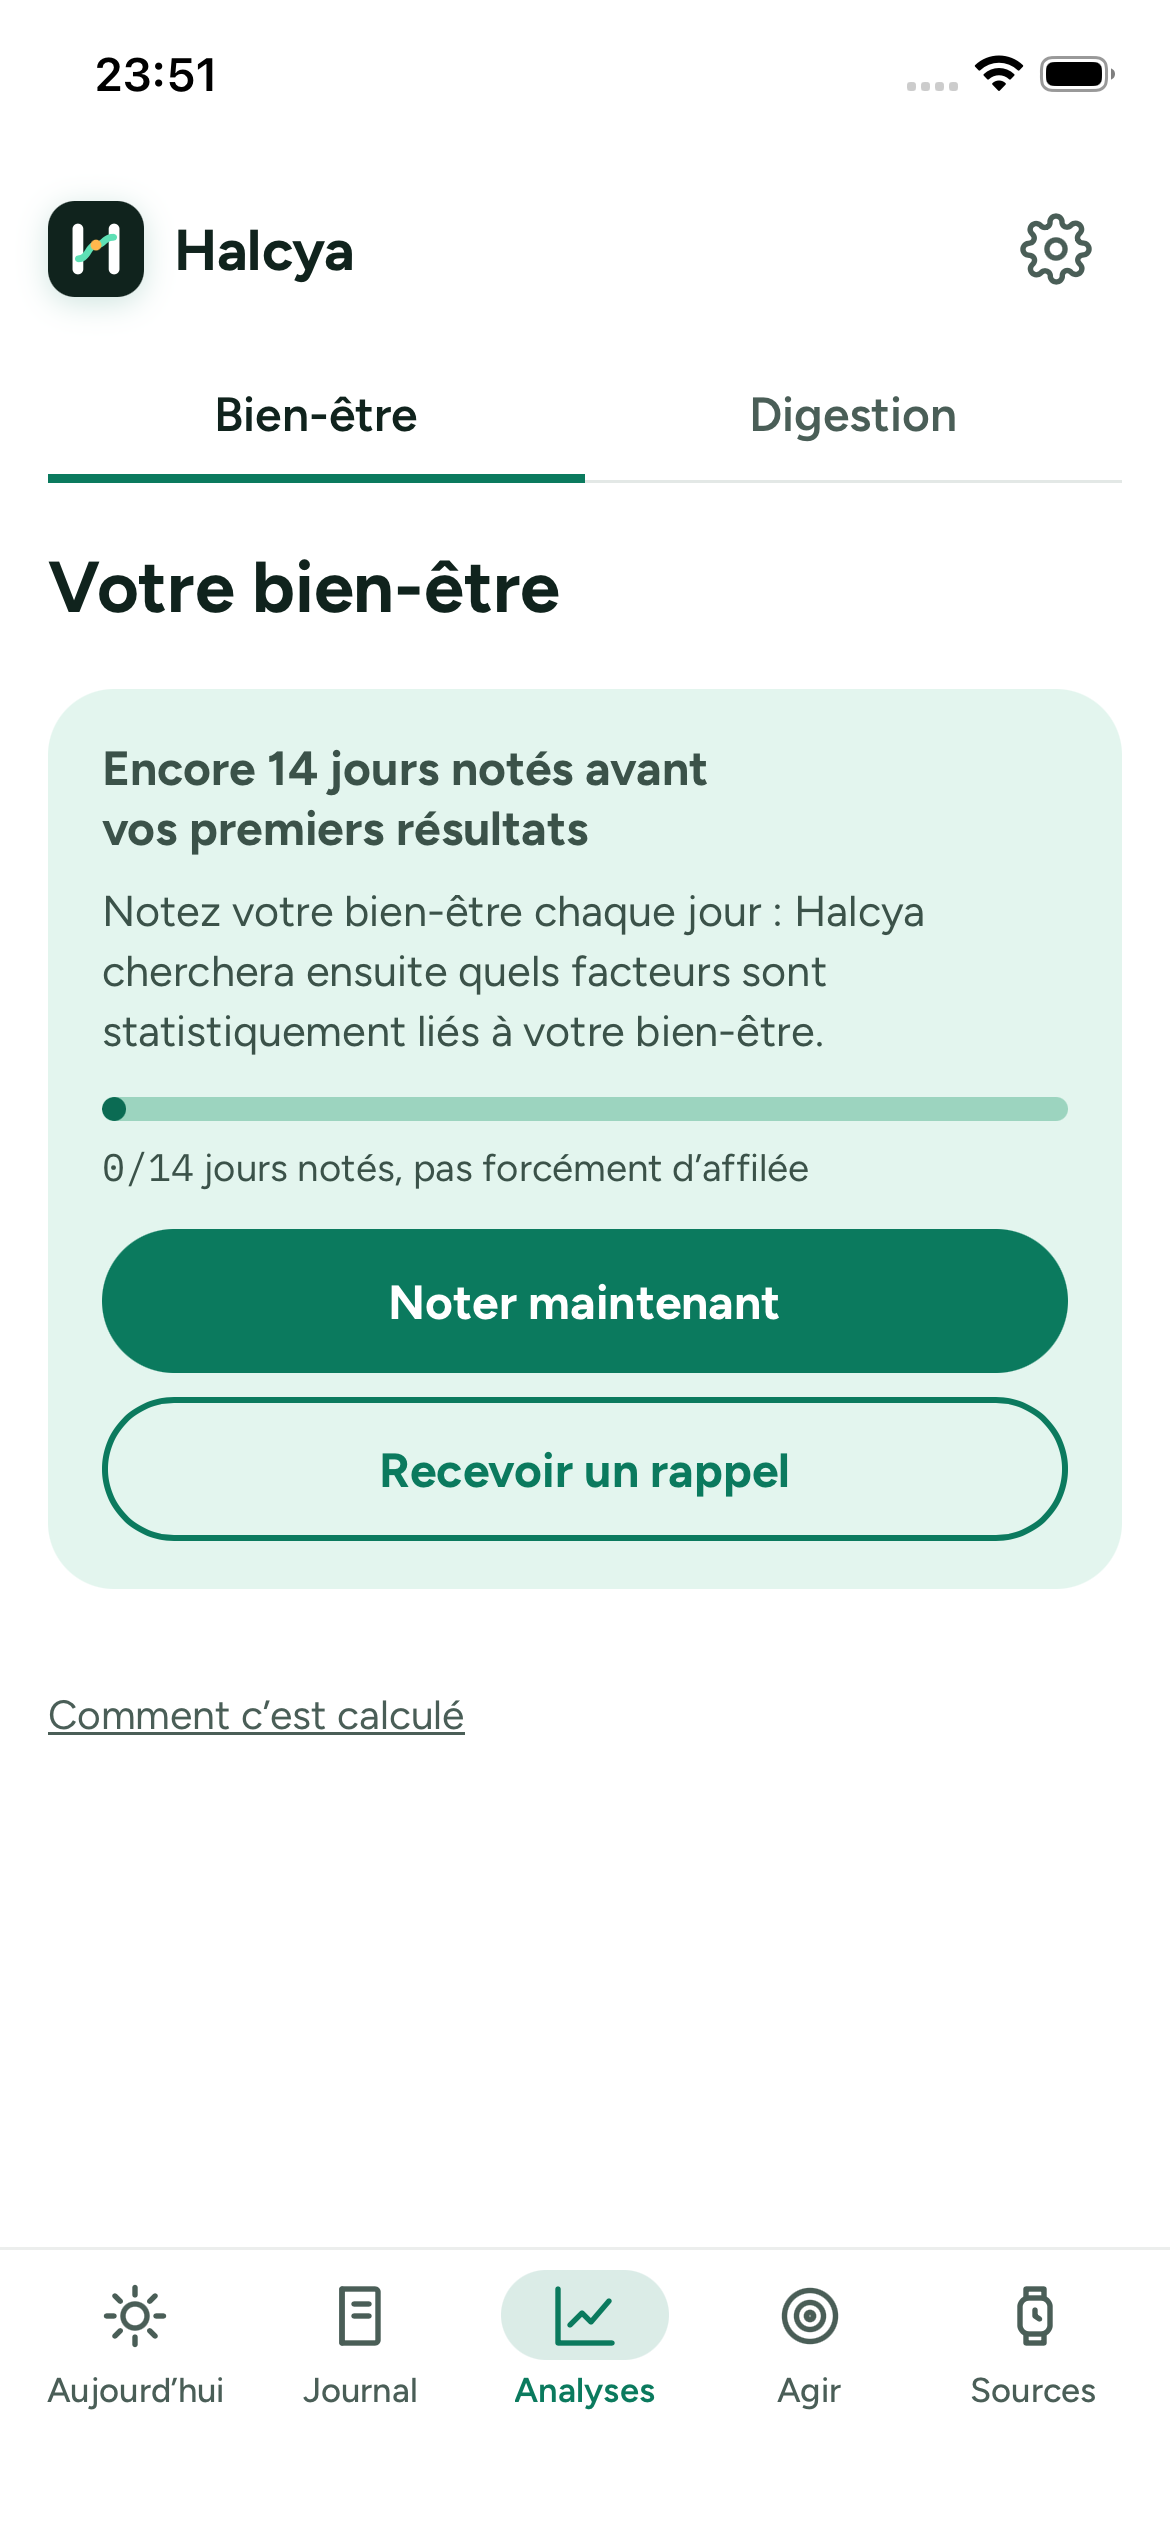 23:51
Halcya
Bien-être
Digestion
Votre bien-être
Encore 14 jours notés avant
vos premiers résultats
Notez votre bien-être chaque jour : Halcya
cherchera ensuite quels facteurs sont
statistiquement liés à votre bien-être.
0/14 jours notés, pas forcément d’affilée
Noter maintenant
Recevoir un rappel
Comment c’est calculé
Aujourd’hui
Journal
Analyses
Agir
Sources